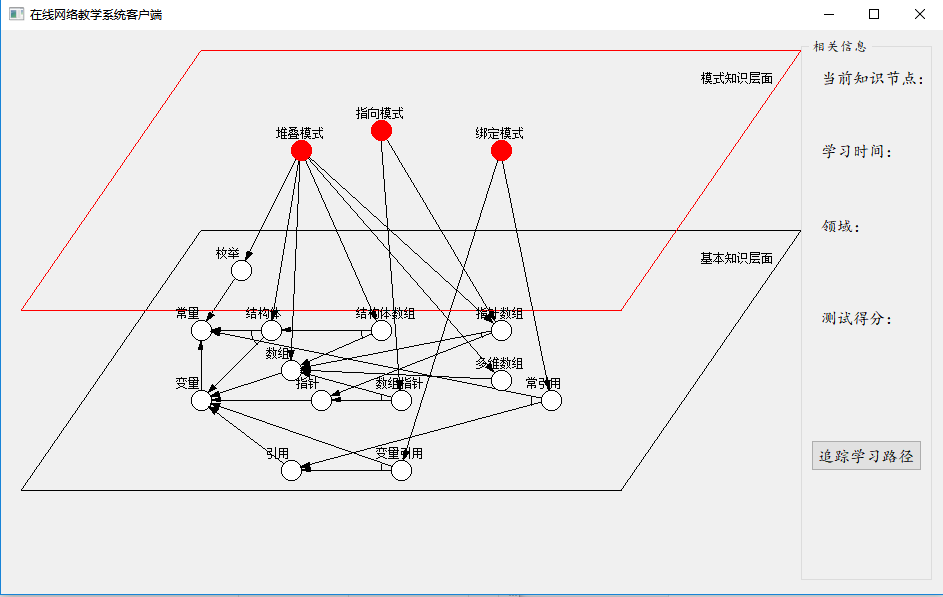 在线网络教学系统客户端
相关信息
模式知识层面
当前知识节点：
指向模式
堆叠模式
绑定模式
学习时间：
领域：
枚举
基本知识层面
常量
结构体
结构体数组
指针数组
测试得分：
数组
多维数组
变量
指针
数组指针
常引用
引用
变量引用
追踪学习路径